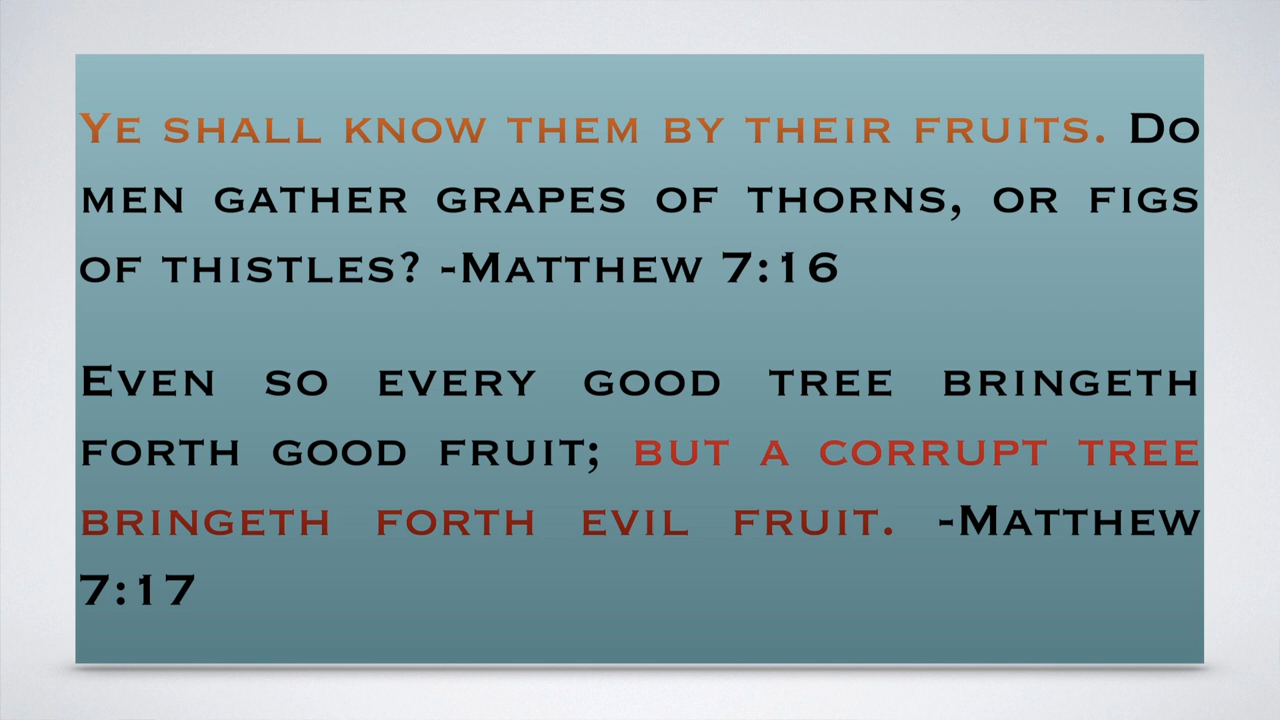 Ye shall know them by their fruits. Do
men gather grapes of thorns, or figs
of thistles? -Matthew 7:16
Even so every good tree bringeth
forth good fruit; but a corrupt tree
bringeth forth evil fruit. -Matthew
7:17